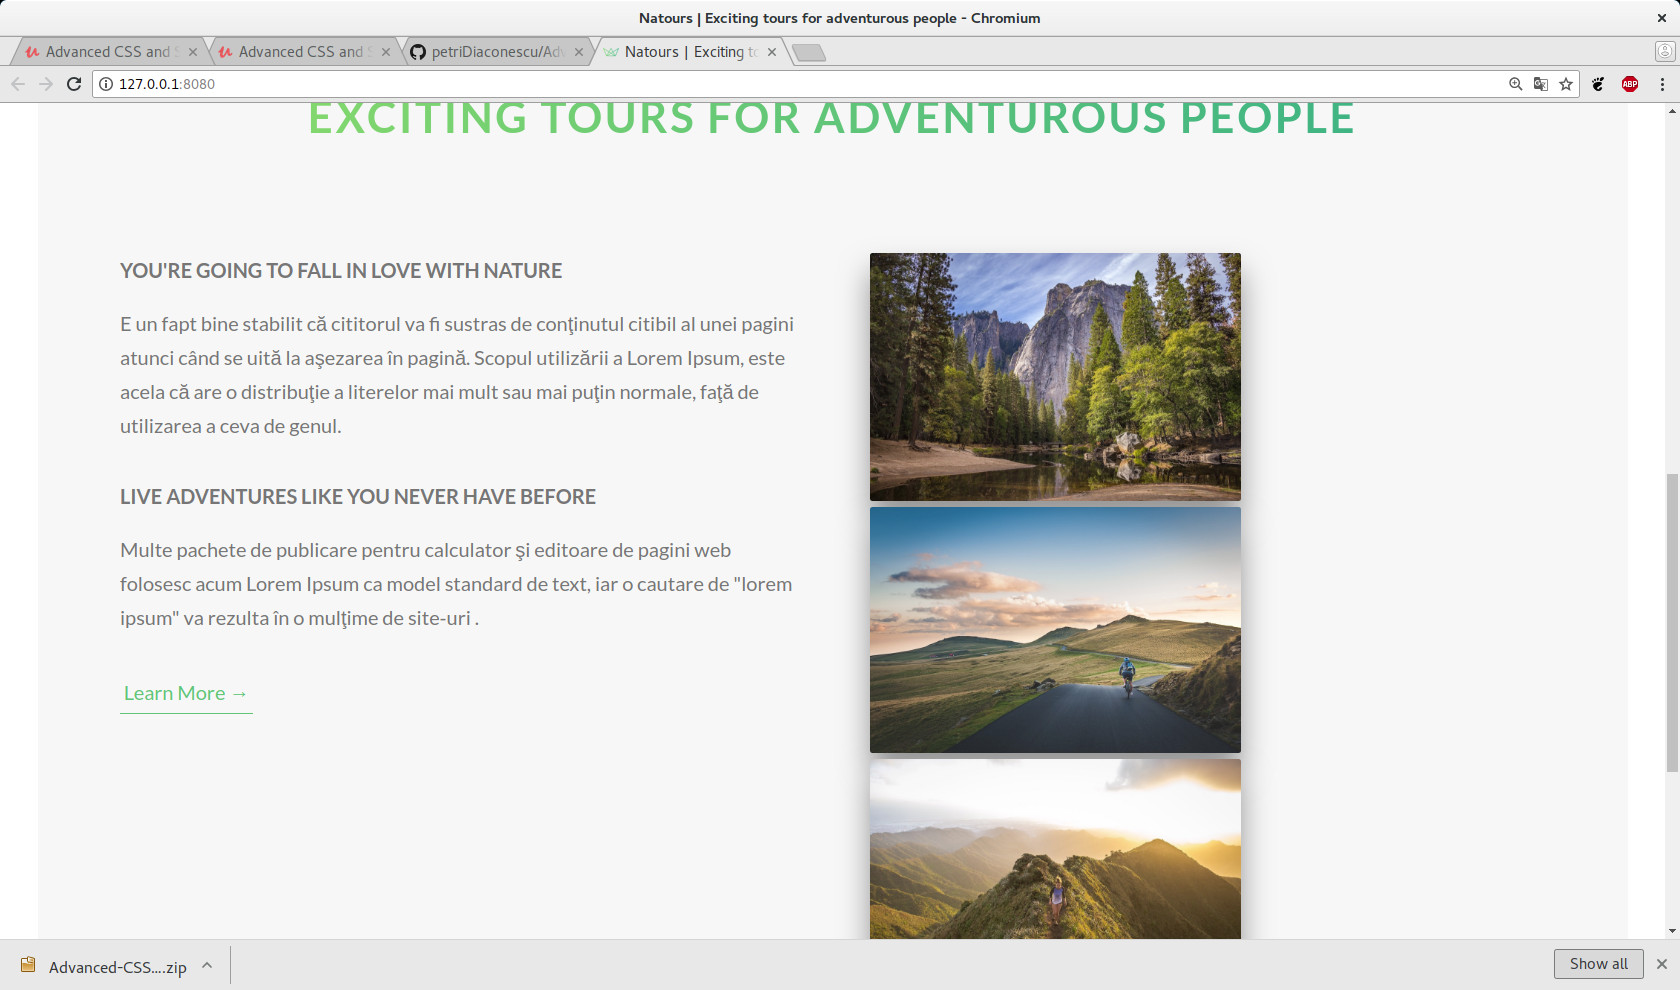 Natours | Exciting tours for adventurous people - Chromium
Advanced CSS and
Advanced CSS and
petriDiaconescu/Adv
Natours | Exciting to
127.0.0.1:8080
ABP
EXCITING TOURS FOR ADVENTUROUS PEOPLE
YOU'RE GOING TO FALL IN LOVE WITH NATURE
E un fapt bine stabilit că cititorul va fi sustras de conţinutul citibil al unei pagini
atunci când se uită la aşezarea în pagină. Scopul utilizării a Lorem Ipsum, este
acela că are o distribuţie a literelor mai mult sau mai puţin normale, faţă de
utilizarea a ceva de genul.
LIVE ADVENTURES LIKE YOU NEVER HAVE BEFORE
Multe pachete de publicare pentru calculator şi editoare de pagini web
folosesc acum Lorem Ipsum ca model standard de text, iar o cautare de "lorem
ipsum" va rezulta în o mulţime de site-uri .
Learn More →
Advanced-CSS....zip
Show all